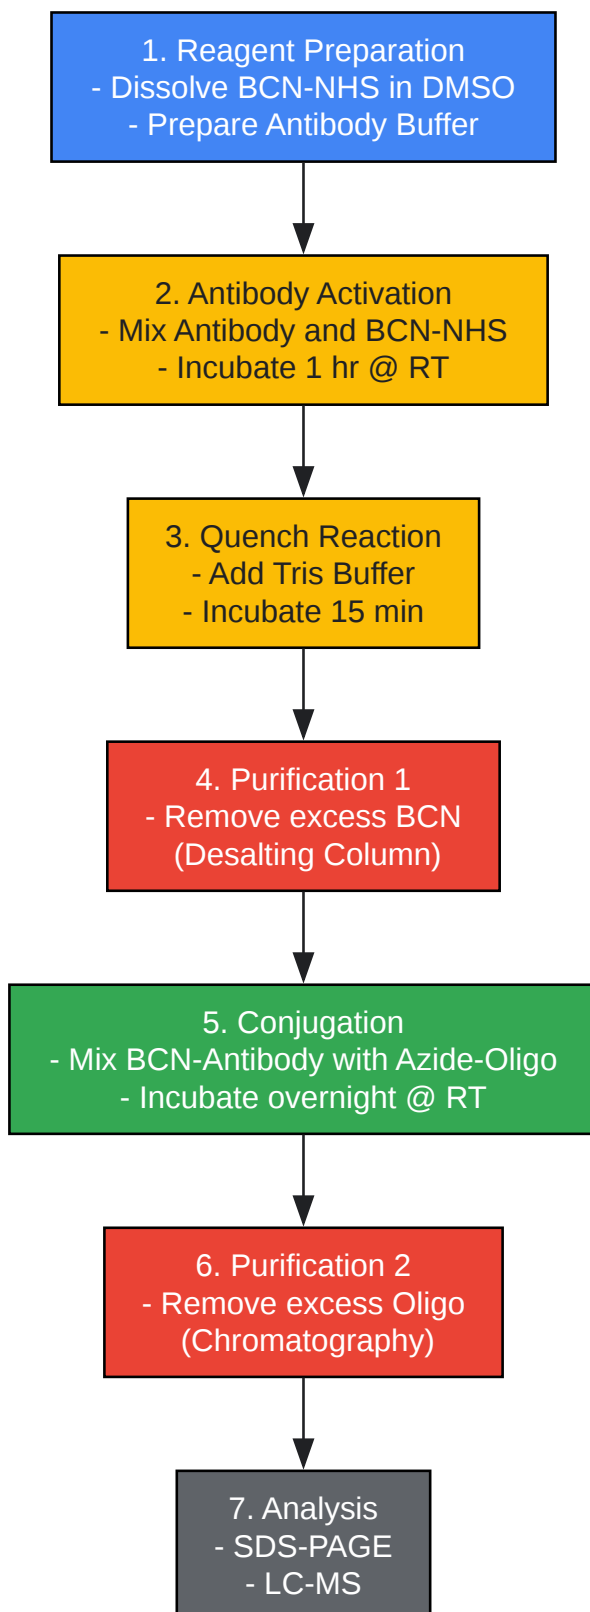 1. Reagent Preparation
- Dissolve BCN-NHS in DMSO
- Prepare Antibody Buffer
2. Antibody Activation
- Mix Antibody and BCN-NHS
- Incubate 1 hr @ RT
3. Quench Reaction
- Add Tris Buffer
- Incubate 15 min
4. Purification 1
- Remove excess BCN
(Desalting Column)
5. Conjugation
- Mix BCN-Antibody with Azide-Oligo
- Incubate overnight @ RT
6. Purification 2
- Remove excess Oligo
(Chromatography)
7. Analysis
- SDS-PAGE
- LC-MS